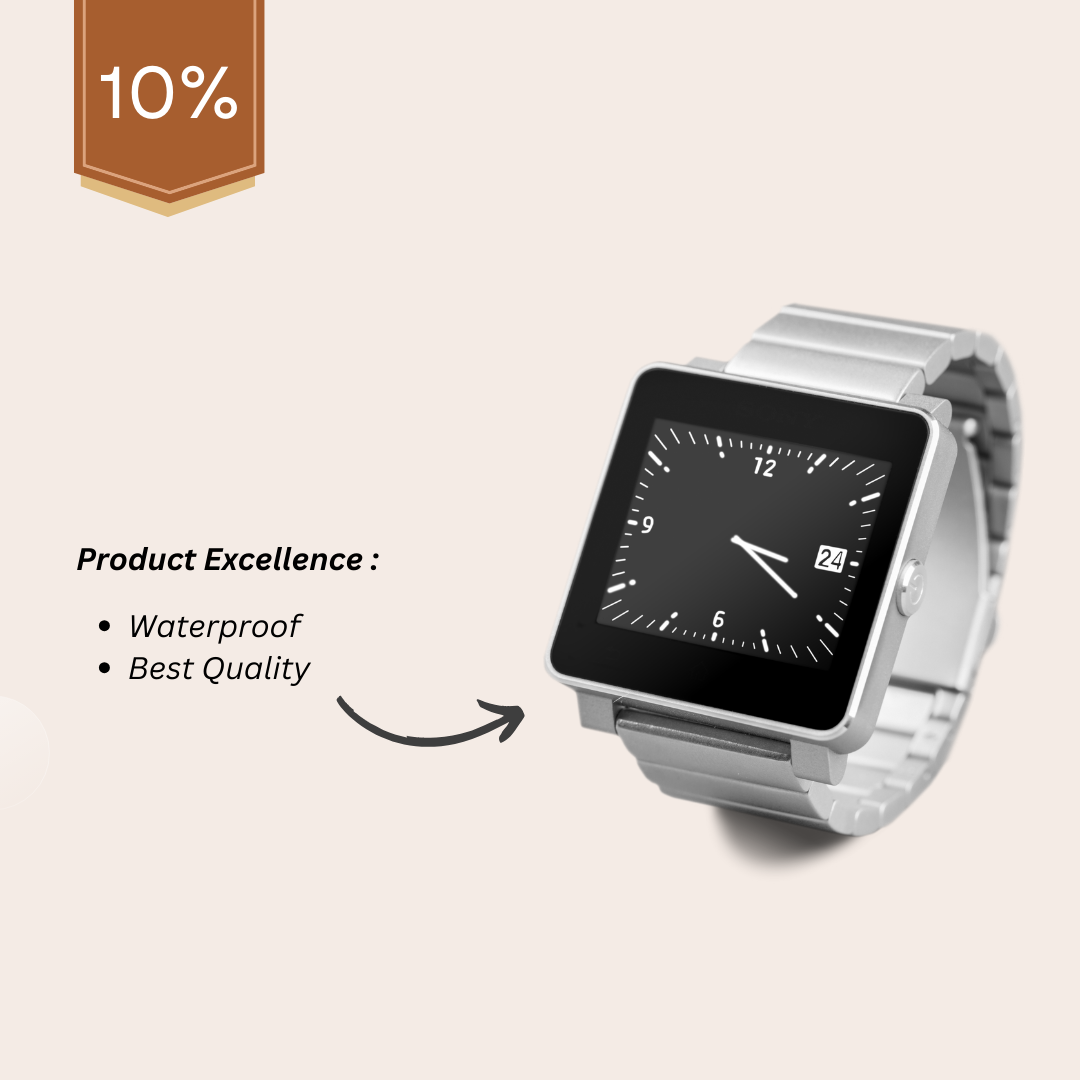 10%
Product Excellence :
• Waterproof
• Best Quality
12
9
24
6